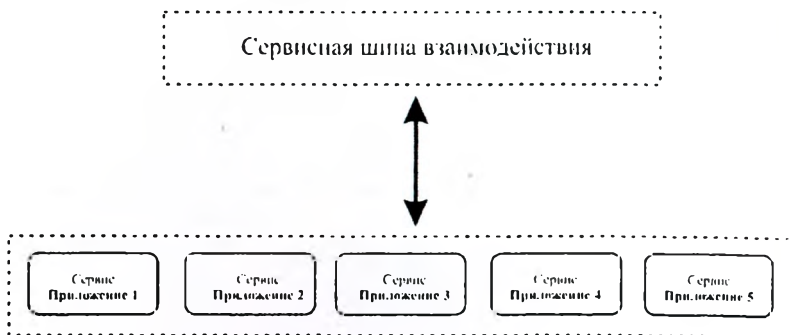 Сервисная шина взаимодействия
Сервис
Приложение 1
Сервис
Приложение 2
Сервис
Приложение 3
Сервис
Приложение 4
Сервис
Приложение 5